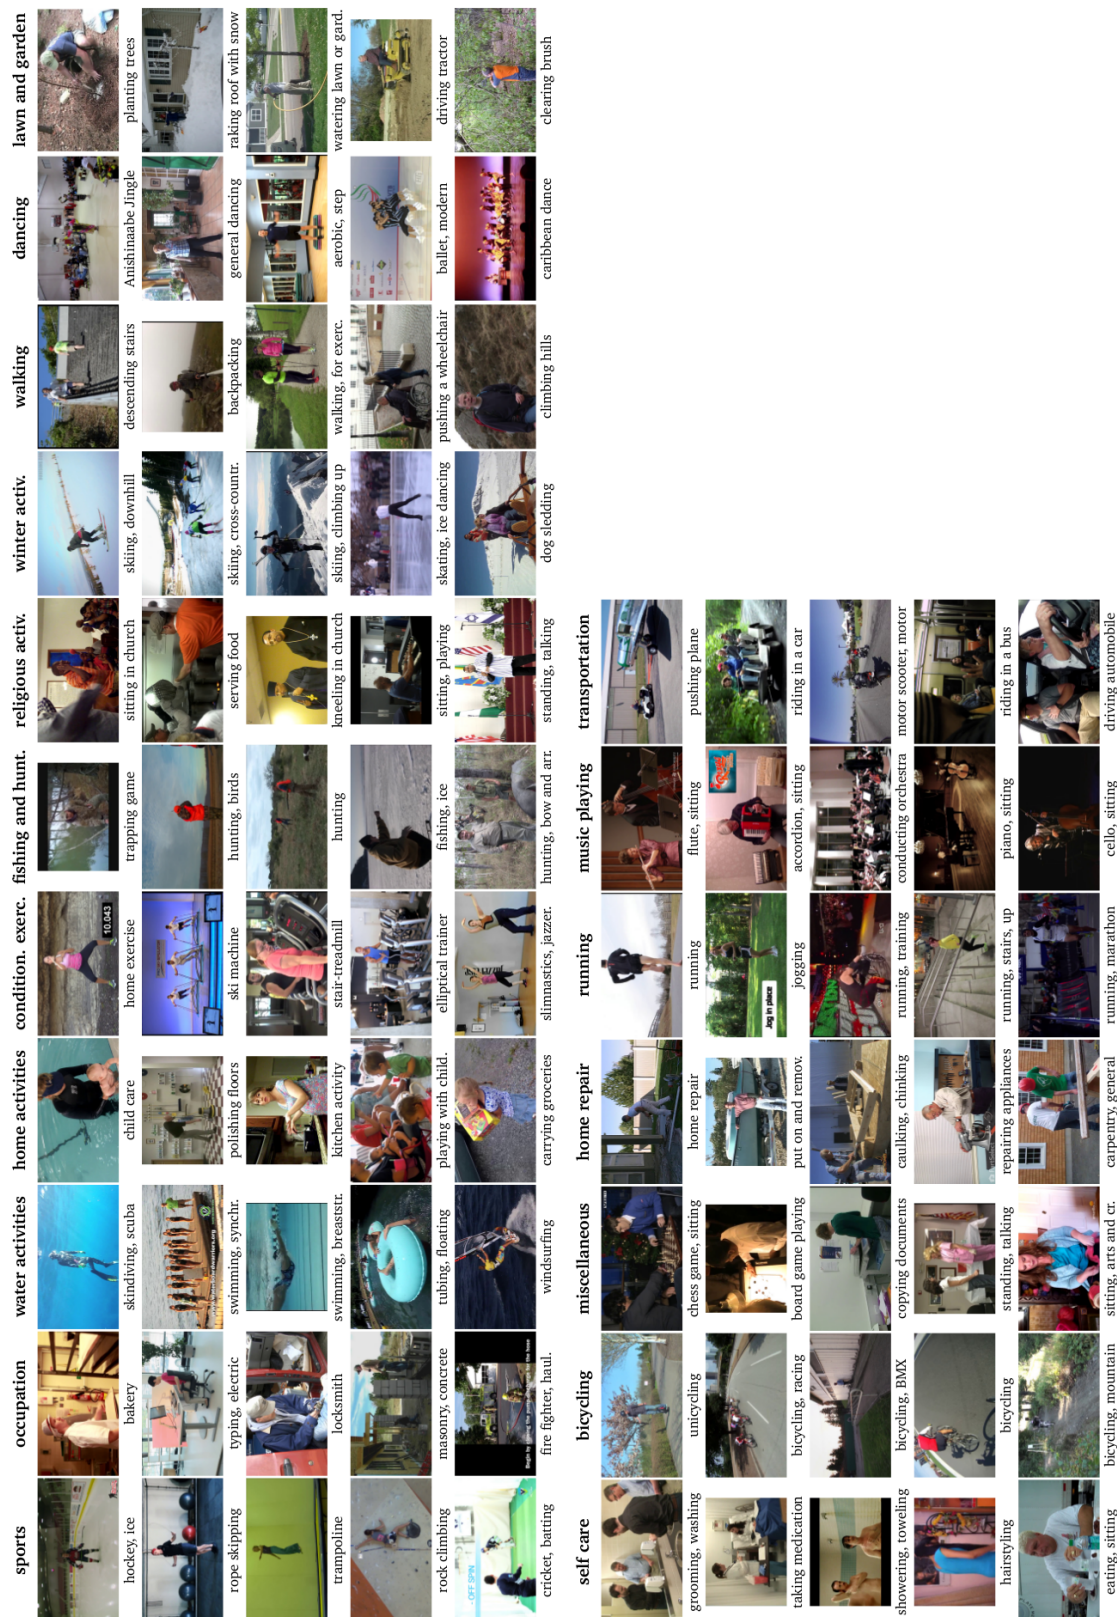 sports
occupation
water activities
home activities
condition. exerc.
fishing and hunt.
religious activ.
winter activ.
walking
dancing
lawn and garden
10.043
hockey, ice
bakery
skindiving, scuba
child care
home exercise
trapping game
sitting in church
skiing, downhill
descending stairs
Anishinaabe Jingle
planting trees
rope skipping
typing, electric
swimming, synchr.
polishing floors
ski machine
hunting, birds
serving food
skiing, cross-countr.
backpacking
general dancing
raking roof with snow
trampoline
locksmith
swimming, breaststr.
kitchen activity
stair-treadmill
hunting
kneeling in church
skiing, climbing up
walking, for exerc.
aerobic, step
watering lawn or gard.
rock climbing
masonry, concrete
tubing, floating
playing with child.
elliptical trainer
fishing, ice
sitting, playing
skating, ice dancing
pushing a wheelchair
ballet, modern
driving tractor
- OFF SPIN
cricket, batting
fire fighter, haul.
windsurfing
carrying groceries
slimnastics, jazzer.
hunting, bow and arr.
standing, talking
dog sledding
climbing hills
caribbean dance
clearing brush
self care
bicycling
miscellaneous
home repair
running
music playing
transportation
grooming, washing
unicycling
chess game, sitting
home repair
running
flute, sitting
pushing plane
Jog in place
taking medication
bicycling, racing
board game playing
put on and remov.
jogging
accordion, sitting
riding in a car
showering, toweling
bicycling, BMX
copying documents
caulking, chinking
running, training
conducting orchestra
motor scooter, motor
hairstyling
bicycling
standing, talking
repairing appliances
running, stairs, up
piano, sitting
riding in a bus
eating, sitting
bicycling, mountain
sitting, arts and cr.
carpentry, general
running, marathon
cello, sitting
driving automobile